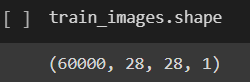 [ ] train_images.shape
(60000, 28, 28, 1)